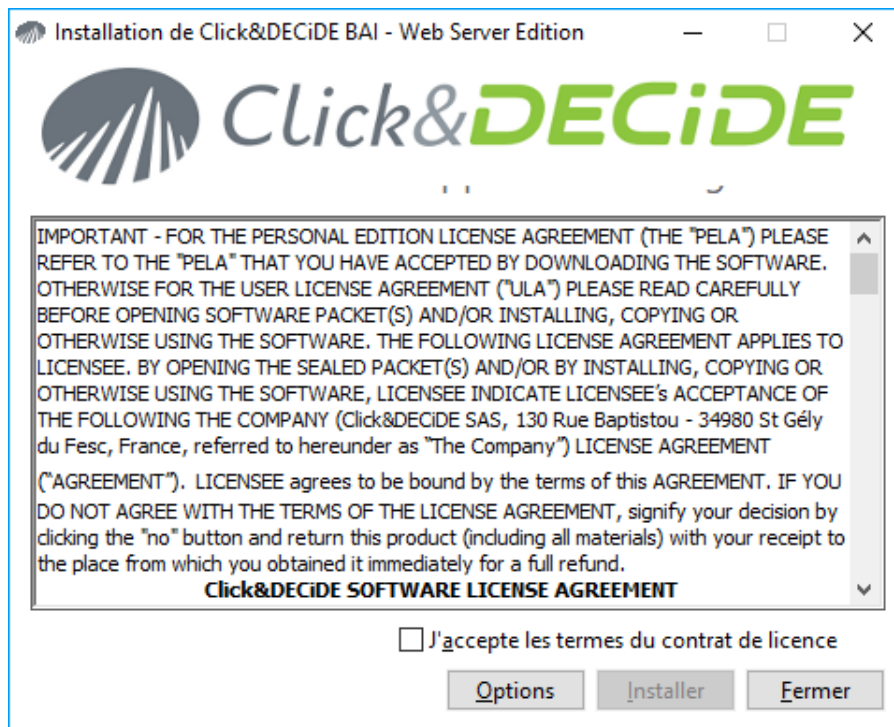 Installation de Click&DECiDE BAI - Web Server Edition
Click&DECiDE
IMPORTANT - FOR THE PERSONAL EDITION LICENSE AGREEMENT (THE "PELA") PLEASE
REFER TO THE "PELA" THAT YOU HAVE ACCEPTED BY DOWNLOADING THE SOFTWARE.
OTHERWISE FOR THE USER LICENSE AGREEMENT ("ULA") PLEASE READ CAREFULLY
BEFORE OPENING SOFTWARE PACKET(S) AND/OR INSTALLING, COPYING OR
OTHERWISE USING THE SOFTWARE. THE FOLLOWING LICENSE AGREEMENT APPLIES TO
LICENSEE. BY OPENING THE SEALED PACKET(S) AND/OR BY INSTALLING, COPYING OR
OTHERWISE USING THE SOFTWARE, LICENSEE INDICATE LICENSEE’s ACCEPTANCE OF
THE FOLLOWING THE COMPANY (Click&DECiDE SAS, 130 Rue Baptistou - 34980 St Gély
du Fesc, France, referred to hereunder as “The Company”) LICENSE AGREEMENT
(“AGREEMENT”). LICENSEE agrees to be bound by the terms of this AGREEMENT. IF YOU
DO NOT AGREE WITH THE TERMS OF THE LICENSE AGREEMENT, signify your decision by
clicking the "no" button and return this product (including all materials) with your receipt to
the place from which you obtained it immediately for a full refund.
Click&DECiDE SOFTWARE LICENSE AGREEMENT
J'accepte les termes du contrat de licence
Options Installer Fermer